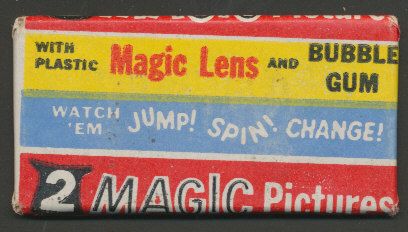 WITH PLASTIC Magic Lens AND BUBBLE GUM
WATCH 'EM JUMP! SPIN! CHANGE!
2 MAGIC Pictures